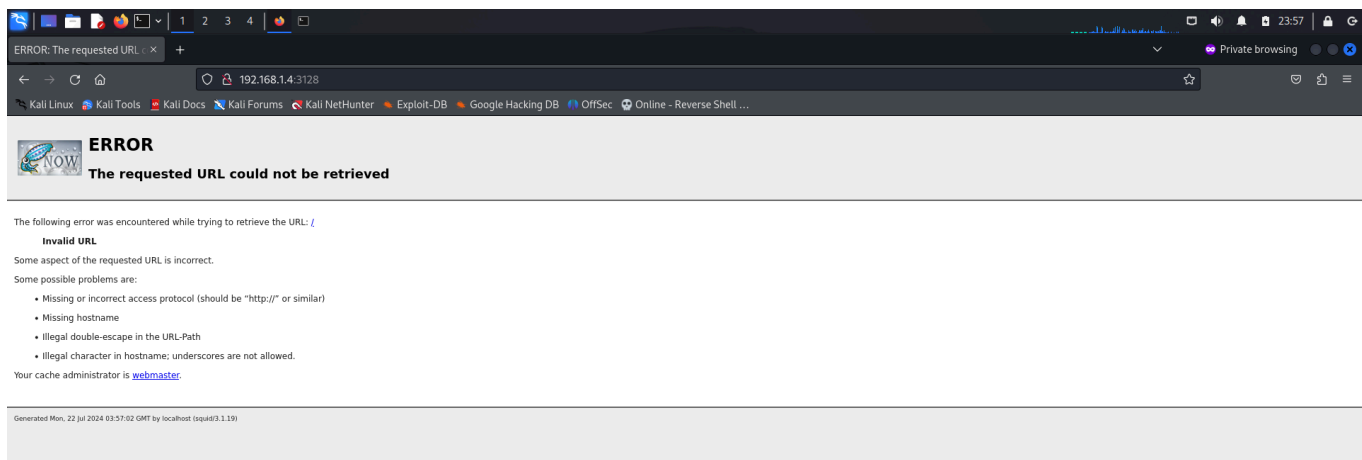 1 2 3 4 23:57
ERROR: The requested URL c × + Private browsing
192.168.1.4:3128
Kali Linux Kali Tools Kali Docs Kali Forums Kali NetHunter Exploit-DB Google Hacking DB OffSec Online - Reverse Shell ...
NOW
ERROR
The requested URL could not be retrieved
The following error was encountered while trying to retrieve the URL: /
Invalid URL
Some aspect of the requested URL is incorrect.
Some possible problems are:
• Missing or incorrect access protocol (should be “http://” or similar)
• Missing hostname
• Illegal double-escape in the URL-Path
• Illegal character in hostname; underscores are not allowed.
Your cache administrator is webmaster.
Generated Mon, 22 Jul 2024 03:57:02 GMT by localhost (squid/3.1.19)